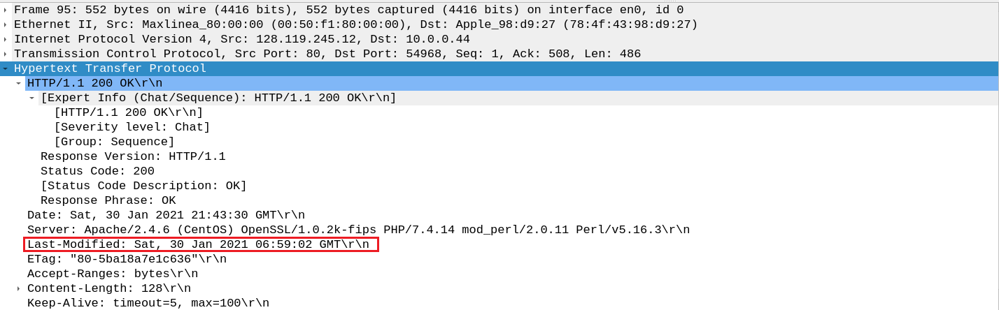 Frame 95: 552 bytes on wire (4416 bits), 552 bytes captured (4416 bits) on interface en0, id 0
Ethernet II, Src: Maxlinea_80:00:00 (00:50:f1:80:00:00), Dst: Apple_98:d9:27 (78:4f:43:98:d9:27)
Internet Protocol Version 4, Src: 128.119.245.12, Dst: 10.0.0.44
Transmission Control Protocol, Src Port: 80, Dst Port: 54968, Seq: 1, Ack: 508, Len: 486
Hypertext Transfer Protocol
HTTP/1.1 200 OK\r\n
[Expert Info (Chat/Sequence): HTTP/1.1 200 OK\r\n]
[HTTP/1.1 200 OK\r\n]
[Severity level: Chat]
[Group: Sequence]
Response Version: HTTP/1.1
Status Code: 200
[Status Code Description: OK]
Response Phrase: OK
Date: Sat, 30 Jan 2021 21:43:30 GMT\r\n
Server: Apache/2.4.6 (CentOS) OpenSSL/1.0.2k-fips PHP/7.4.14 mod_perl/2.0.11 Perl/v5.16.3\r\n
Last-Modified: Sat, 30 Jan 2021 06:59:02 GMT\r\n
ETag: "80-5ba18a7e1c636"\r\n
Accept-Ranges: bytes\r\n
Content-Length: 128\r\n
Keep-Alive: timeout=5, max=100\r\n